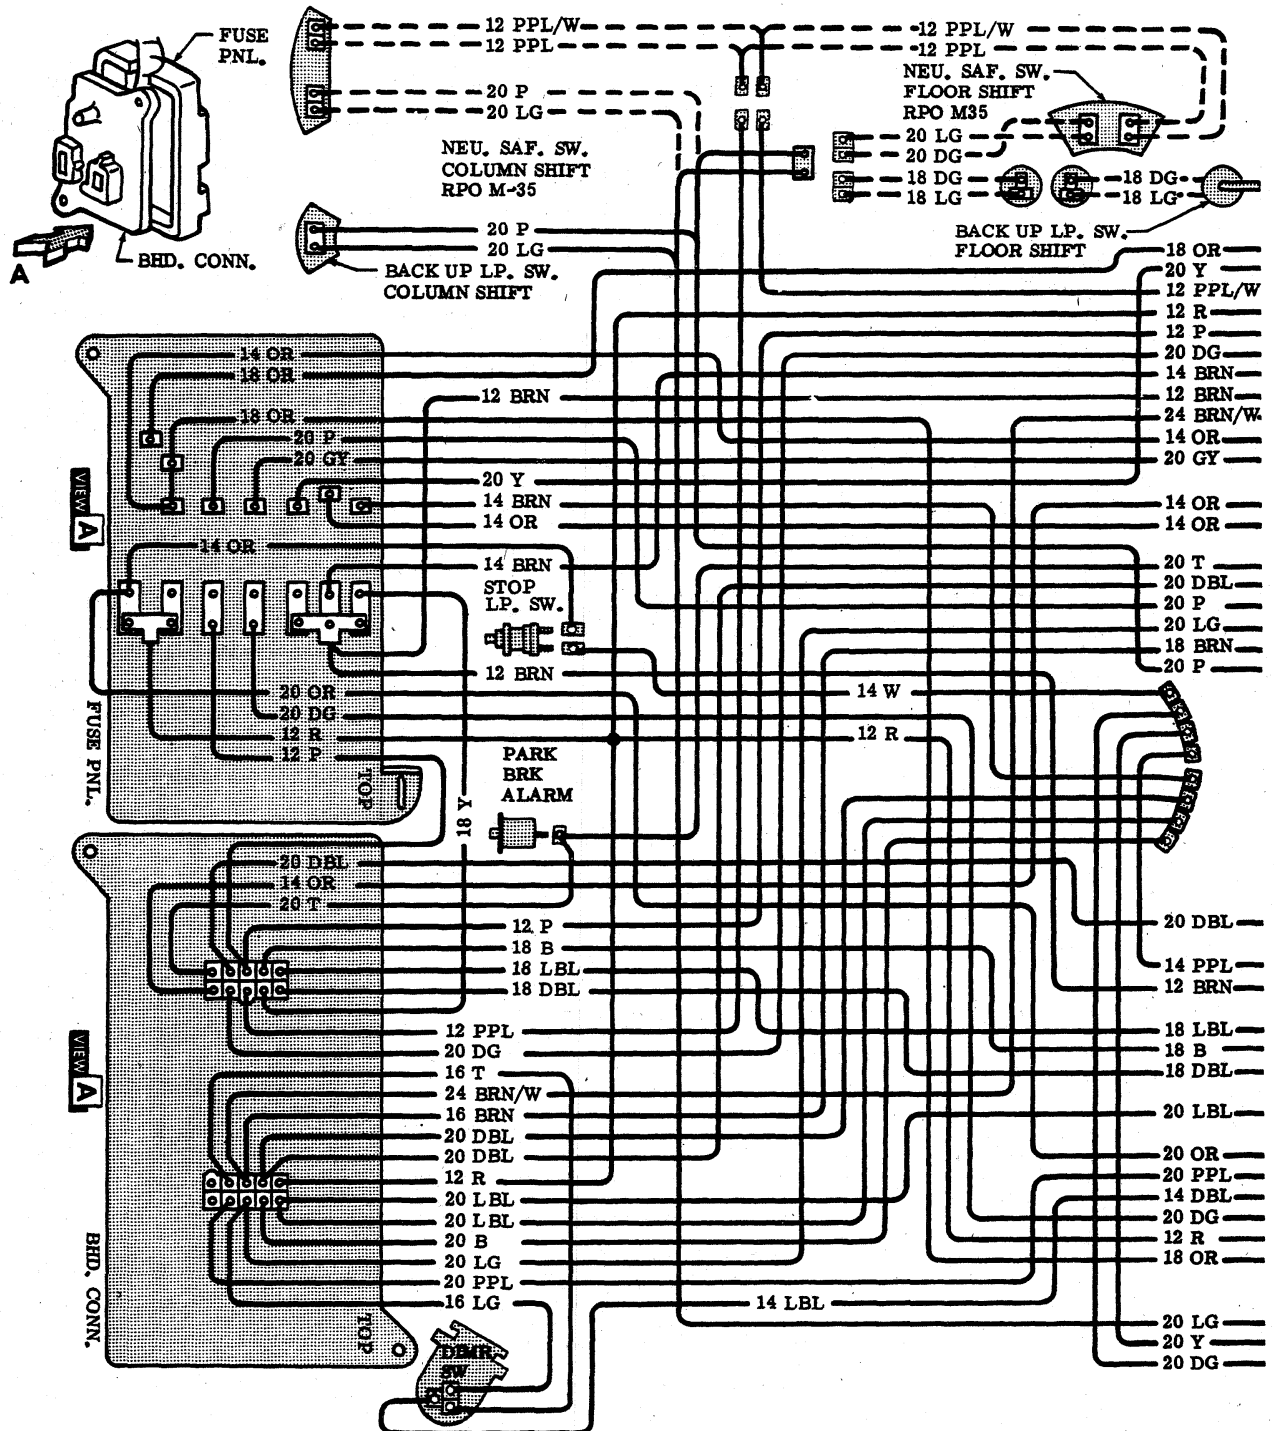 FUSE
PNL.
BHD. CONN.
A
12 PPL/W
12 PPL
20 P
20 LG
NEU. SAF. SW.
COLUMN SHIFT
RPO M-35
20 P
20 LG
BACK UP LP. SW.
COLUMN SHIFT
12 PPL/W
12 PPL
NEU. SAF. SW.
FLOOR SHIFT
RPO M35
20 LG
20 DG
18 DG
18 LG
18 DG
18 LG
BACK UP LP. SW.
FLOOR SHIFT
18 OR
20 Y
12 PPL/W
12 R
12 P
20 DG
14 BRN
12 BRN
24 BRN/W
14 OR
20 GY
14 OR
14 OR
20 T
20 DBL
20 P
20 LG
18 BRN
20 P
14 OR
18 OR
12 BRN
18 OR
20 P
20 GY
20 Y
14 BRN
14 OR
VIEW
A
14 OR
14 BRN
STOP
LP. SW.
12 BRN
20 OR
20 DG
12 R
12 P
FUSE PNL.
TOP
14 W
12 R
PARK
BRK
ALARM
18 Y
20 DBL
14 OR
20 T
12 P
18 B
18 LBL
18 DBL
12 PPL
20 DG
16 T
24 BRN/W
16 BRN
20 DBL
20 DBL
12 R
20 LBL
20 LBL
20 B
20 LG
20 PPL
16 LG
VIEW
A
BHD. CONN.
TOP
DIMR
SW
14 LBL
20 DBL
14 PPL
12 BRN
18 LBL
18 B
18 DBL
20 LBL
20 OR
20 PPL
14 DBL
20 DG
12 R
18 OR
20 LG
20 Y
20 DG